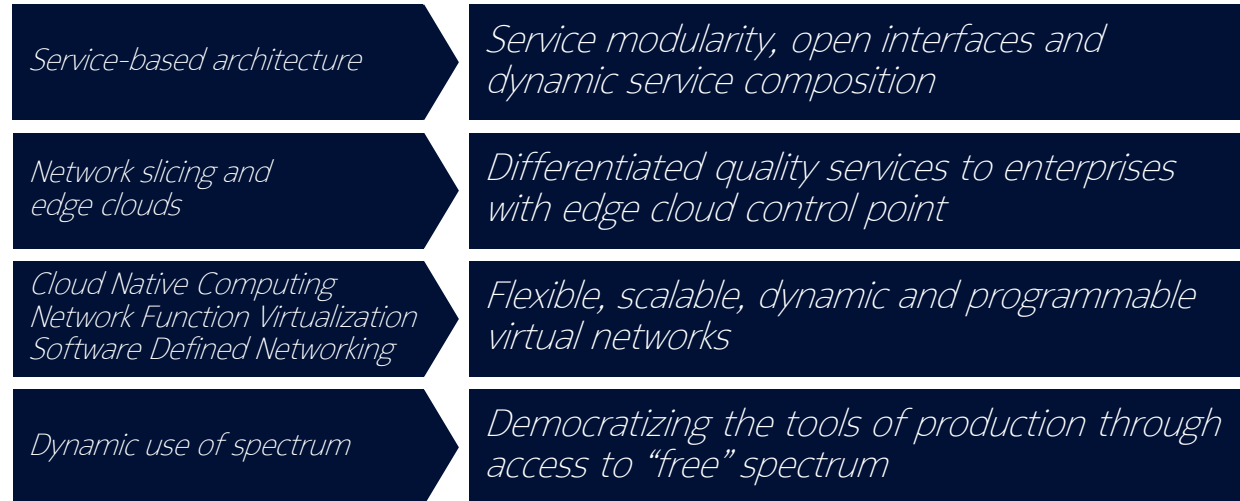 Service-based architecture
Service modularity, open interfaces and
dynamic service composition
Network slicing and
edge clouds
Differentiated quality services to enterprises
with edge cloud control point
Cloud Native Computing
Network Function Virtualization
Software Defined Networking
Flexible, scalable, dynamic and programmable
virtual networks
Dynamic use of spectrum
Democratizing the tools of production through
access to “free” spectrum